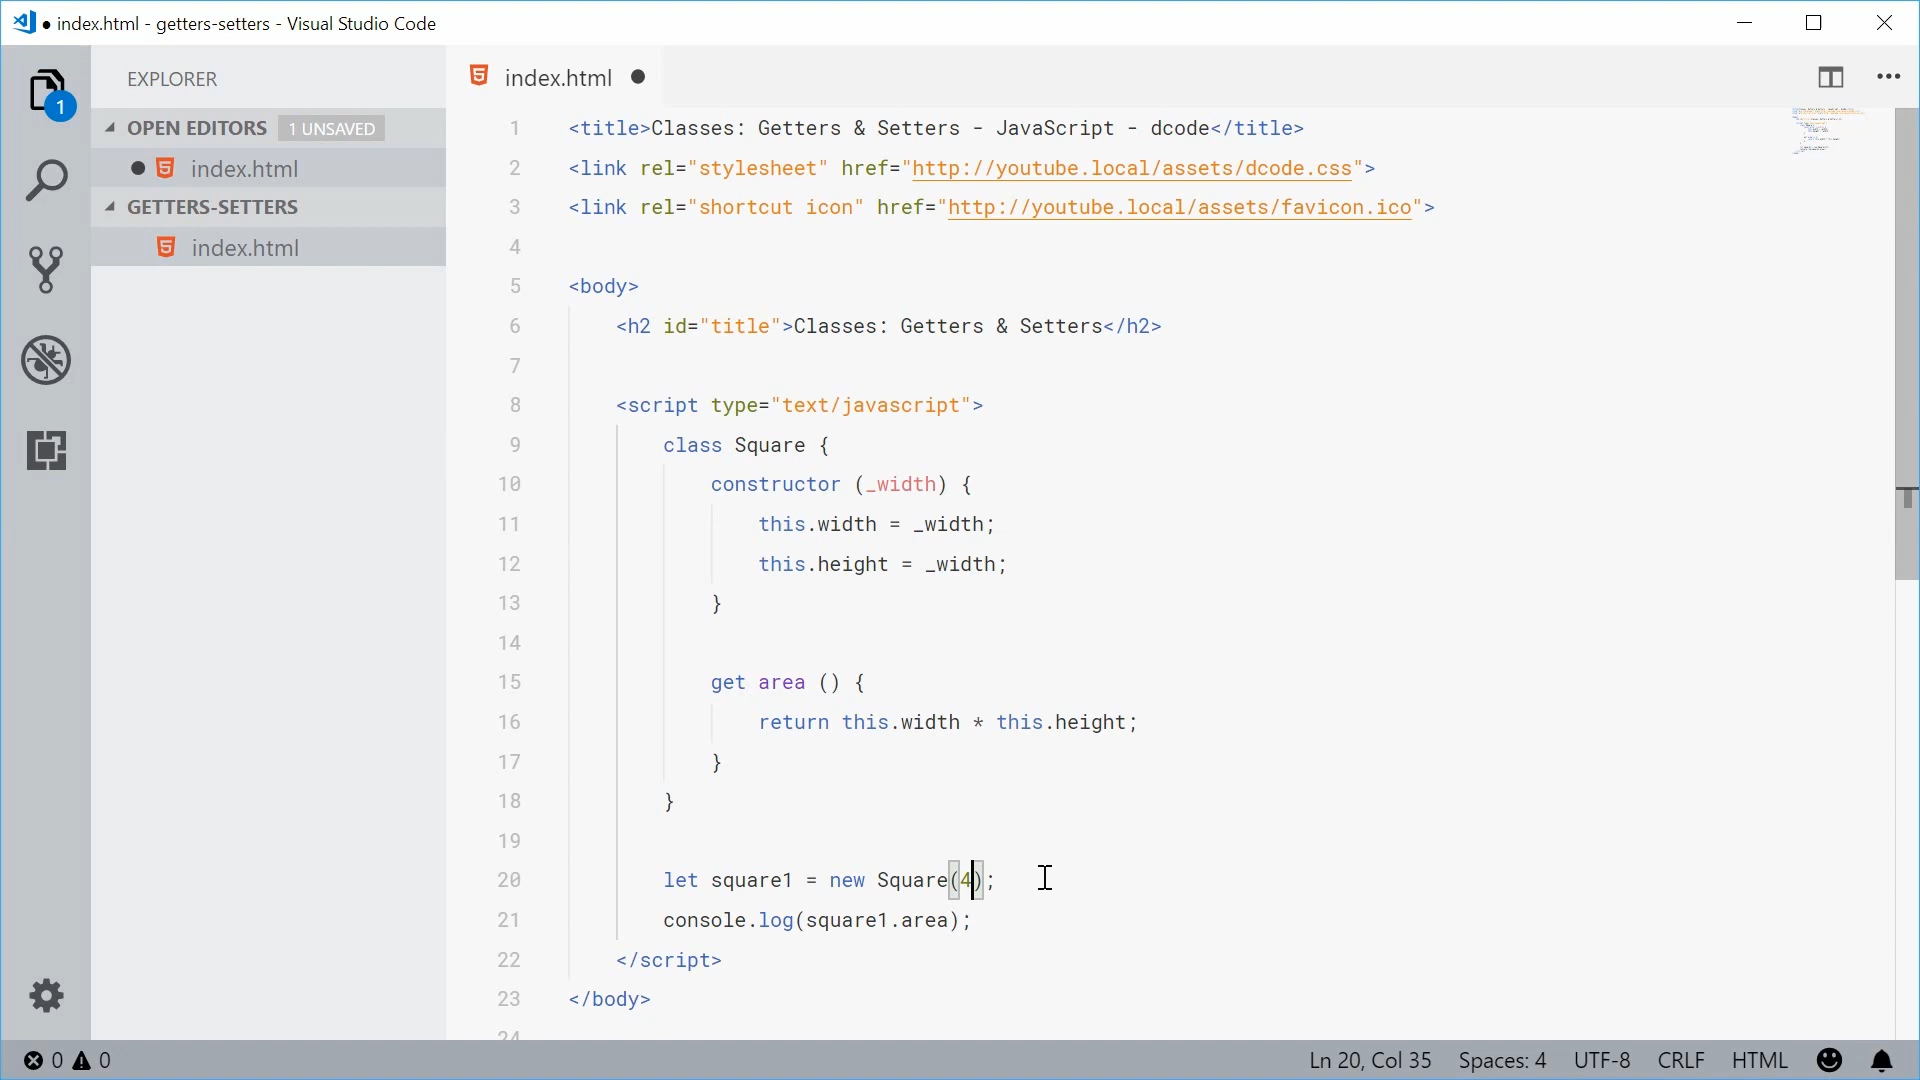 index.html - getters-setters - Visual Studio Code
EXPLORER
1
OPEN EDITORS 1 UNSAVED
index.html
GETTERS-SETTERS
index.html
index.html
1 <title>Classes: Getters & Setters - JavaScript - dcode</title>
2 <link rel="stylesheet" href="http://youtube.local/assets/dcode.css">
3 <link rel="shortcut icon" href="http://youtube.local/assets/favicon.ico">
4
5 <body>
6 <h2 id="title">Classes: Getters & Setters</h2>
7
8 <script type="text/javascript">
9 class Square {
10 constructor (_width) {
11 this.width = _width;
12 this.height = _width;
13 }
14
15 get area () {
16 return this.width * this.height;
17 }
18 }
19
20 let square1 = new Square(4);
21 console.log(square1.area);
22 </script>
23 </body>
24
0 0 Ln 20, Col 35 Spaces: 4 UTF-8 CRLF HTML